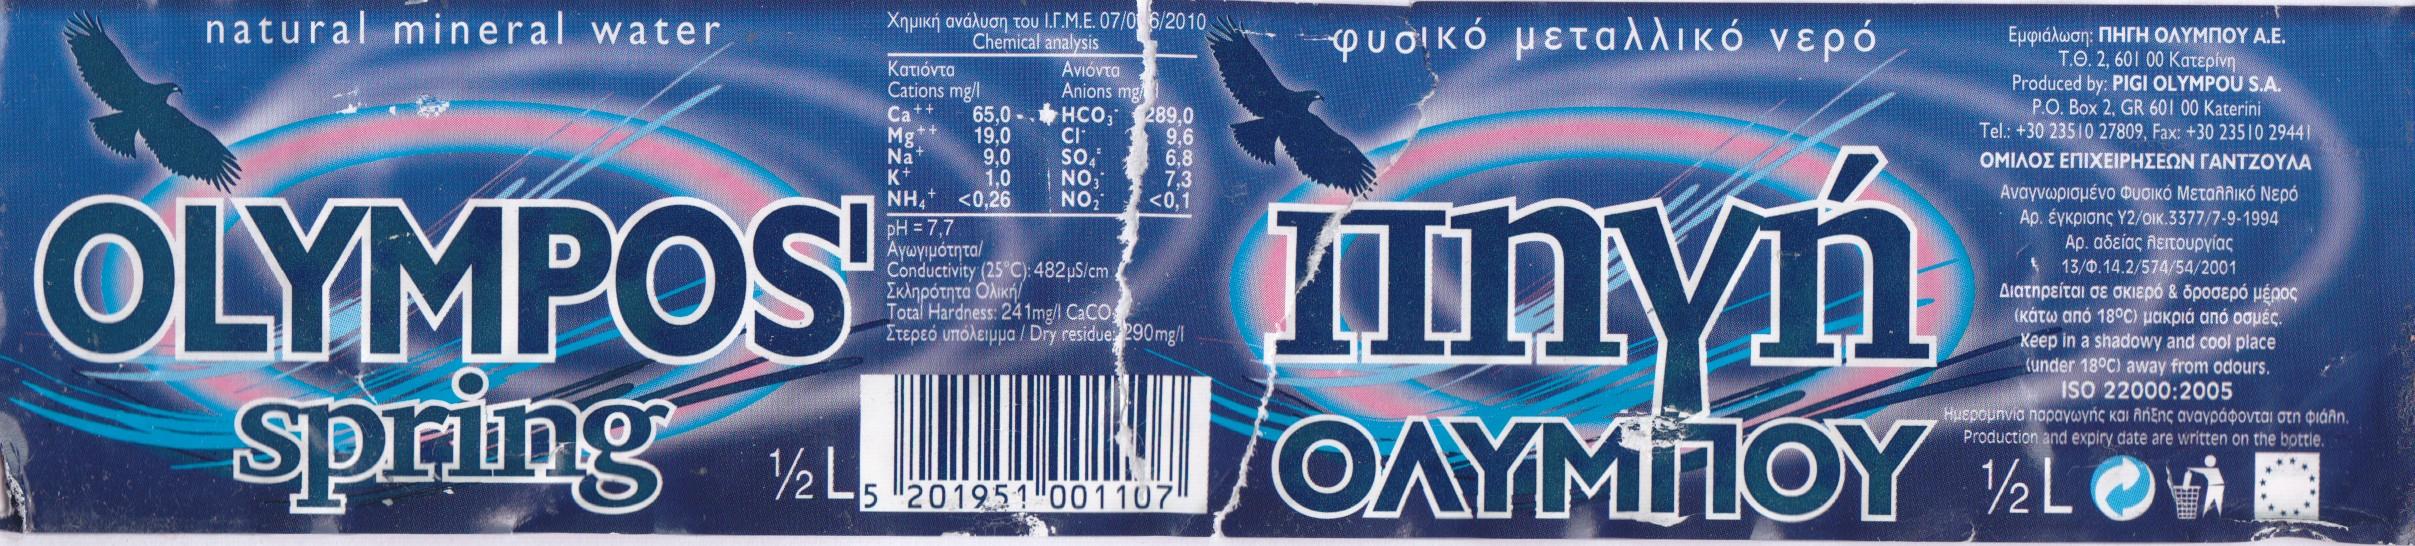 natural mineral water
OLYMPOS'
spring
½ L
Χημική ανάλυση του Ι.Γ.Μ.Ε. 07/0 6/2010
Chemical analysis
Κατιόντα Ανιόντα
Cations mg/l Anions mg/l
Ca++ 65,0 HCO3- 289,0
Mg++ 19,0 Cl- 9,6
Na+ 9,0 SO4= 6,8
K+ 1,0 NO3- 7,3
NH4+ <0,26 NO2- <0,1
pH = 7,7
Αγωγιμότητα/
Conductivity (25°C): 482μS/cm
Σκληρότητα Ολική/
Total Hardness: 241mg/l CaCO
Στερεό υπόλειμμα / Dry residue: 290mg/l
5 201951 001107
φυσικό μεταλλικό νερό
πηγή
ΟΛΥΜΠΟΥ
Εμφιάλωση: ΠΗΓΗ ΟΛΥΜΠΟΥ Α.Ε.
Τ.Θ. 2, 601 00 Κατερίνη
Produced by: PIGI OLYMPOU S.A.
P.O. Box 2, GR 601 00 Katerini
Tel.: +30 23510 27809, Fax: +30 23510 29441
ΟΜΙΛΟΣ ΕΠΙΧΕΙΡΗΣΕΩΝ ΓΑΝΤΖΟΥΛΑ
Αναγνωρισμένο Φυσικό Μεταλλικό Νερό
Αρ. έγκρισης Υ2/οικ.3377/7-9-1994
Αρ. αδείας λειτουργίας
13/Φ.14.2/574/54/2001
Διατηρείται σε σκιερό & δροσερό μέρος
(κάτω από 18ºC) μακριά από οσμές.
Keep in a shadowy and cool place
(under 18ºC) away from odours.
ISO 22000:2005
Ημερομηνία παραγωγής και λήξης αναγράφονται στη φιάλη.
Production and expiry date are written on the bottle.
½ L